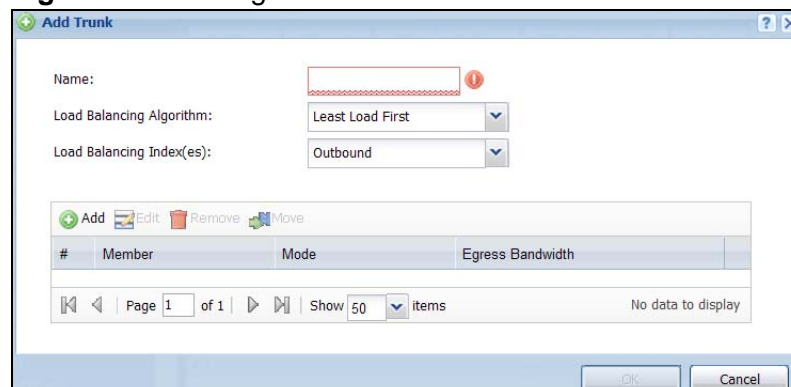 Add Trunk
?
Name:
Load Balancing Algorithm: Least Load First
Load Balancing Index(es): Outbound
Add Edit Remove Move
# Member Mode Egress Bandwidth
Page 1 of 1 Show 50 items No data to display
OK Cancel